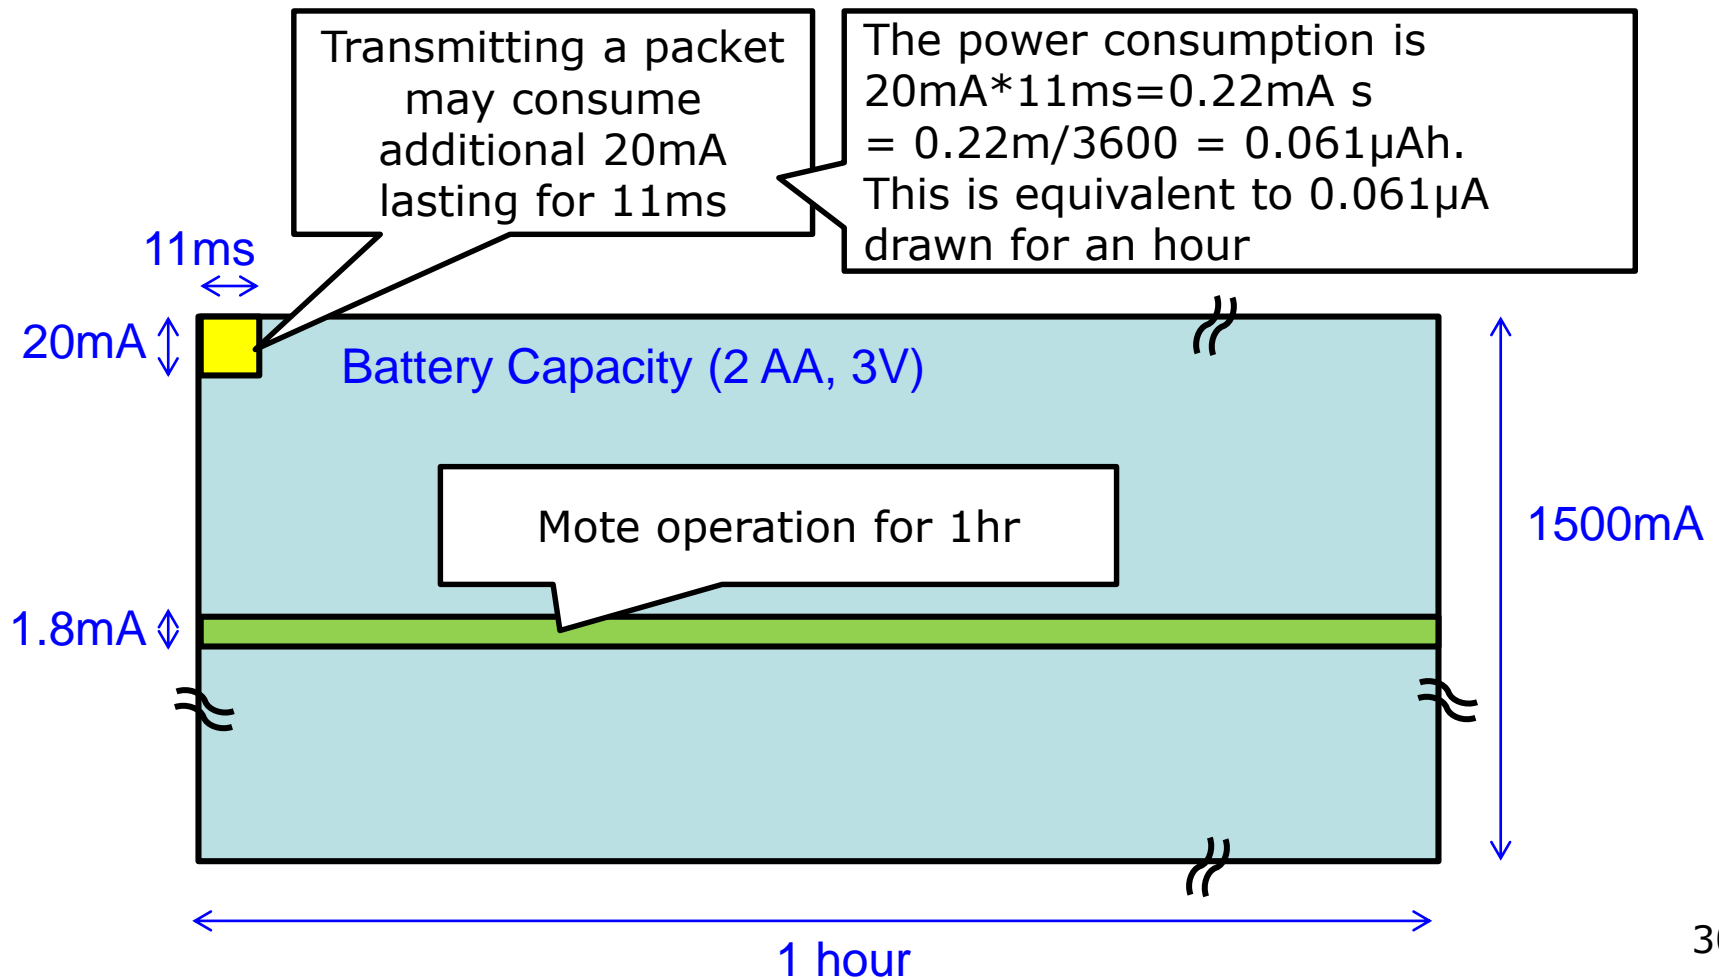 Transmitting a packet
may consume
additional 20mA
lasting for 11ms
The power consumption is
20mA*11ms=0.22mA s
= 0.22m/3600 = 0.061µAh.
This is equivalent to 0.061µA
drawn for an hour
11ms
20mA
Battery Capacity (2 AA, 3V)
Mote operation for 1hr
1500mA
1.8mA
1 hour